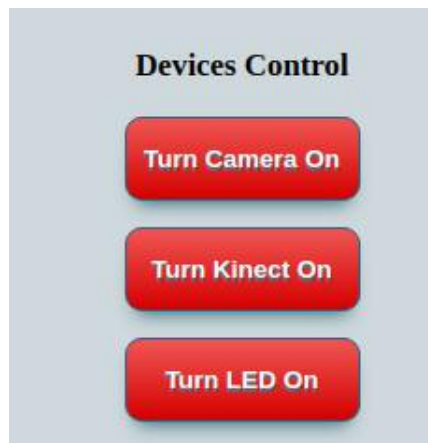 Devices Control
Turn Camera On
Turn Kinect On
Turn LED On